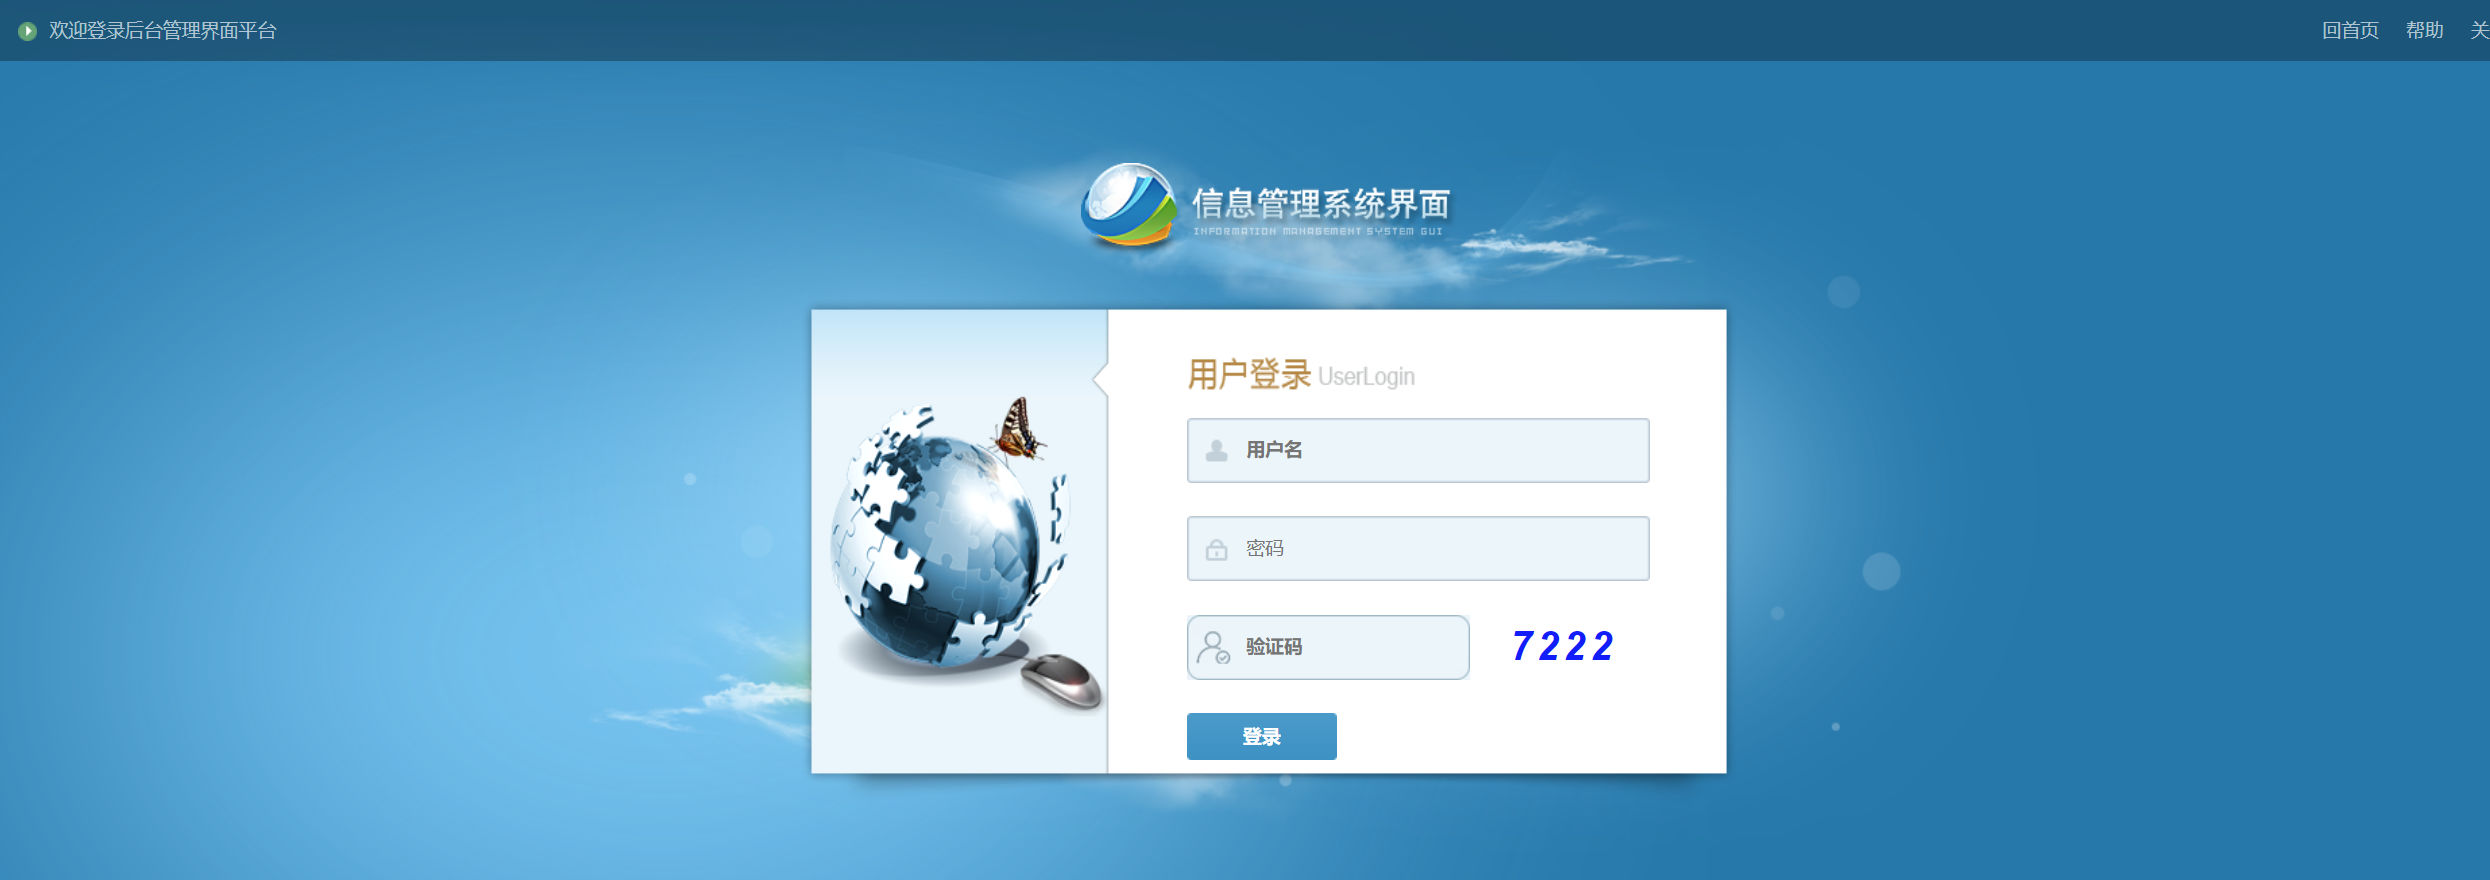 欢迎登录后台管理界面平台
回首页 帮助 关
信息管理系统界面
INFORMATION MANAGEMENT SYSTEM GUI
用户登录 UserLogin
用户名
密码
验证码 7222
登录